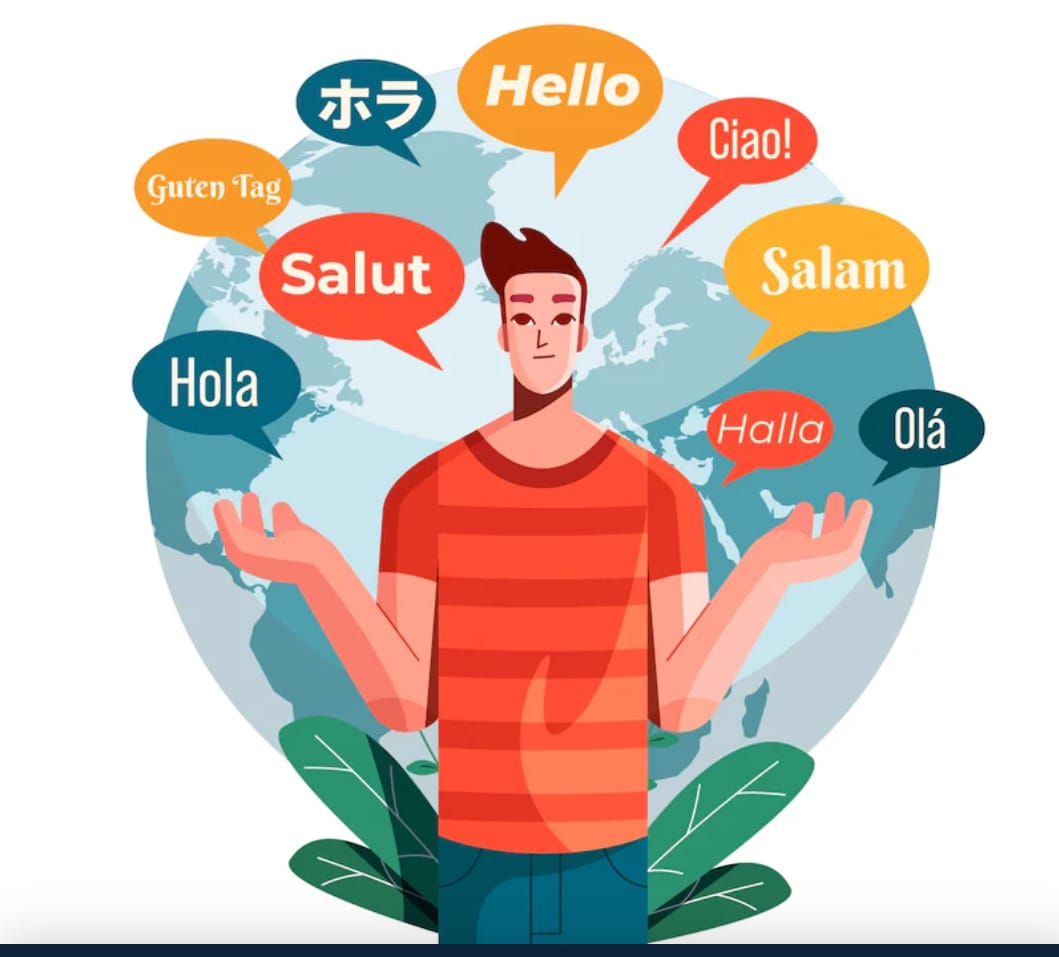 Hello
ホラ
Ciao!
Guten Tag
Salut
Salam
Hola
Halla
Olá